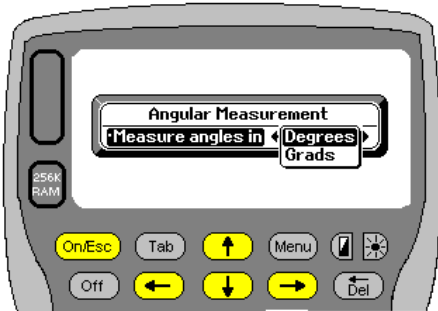 Angular Measurement
·Measure angles in Degrees
Grads
256K
RAM
On/Esc Tab Menu
Off Del